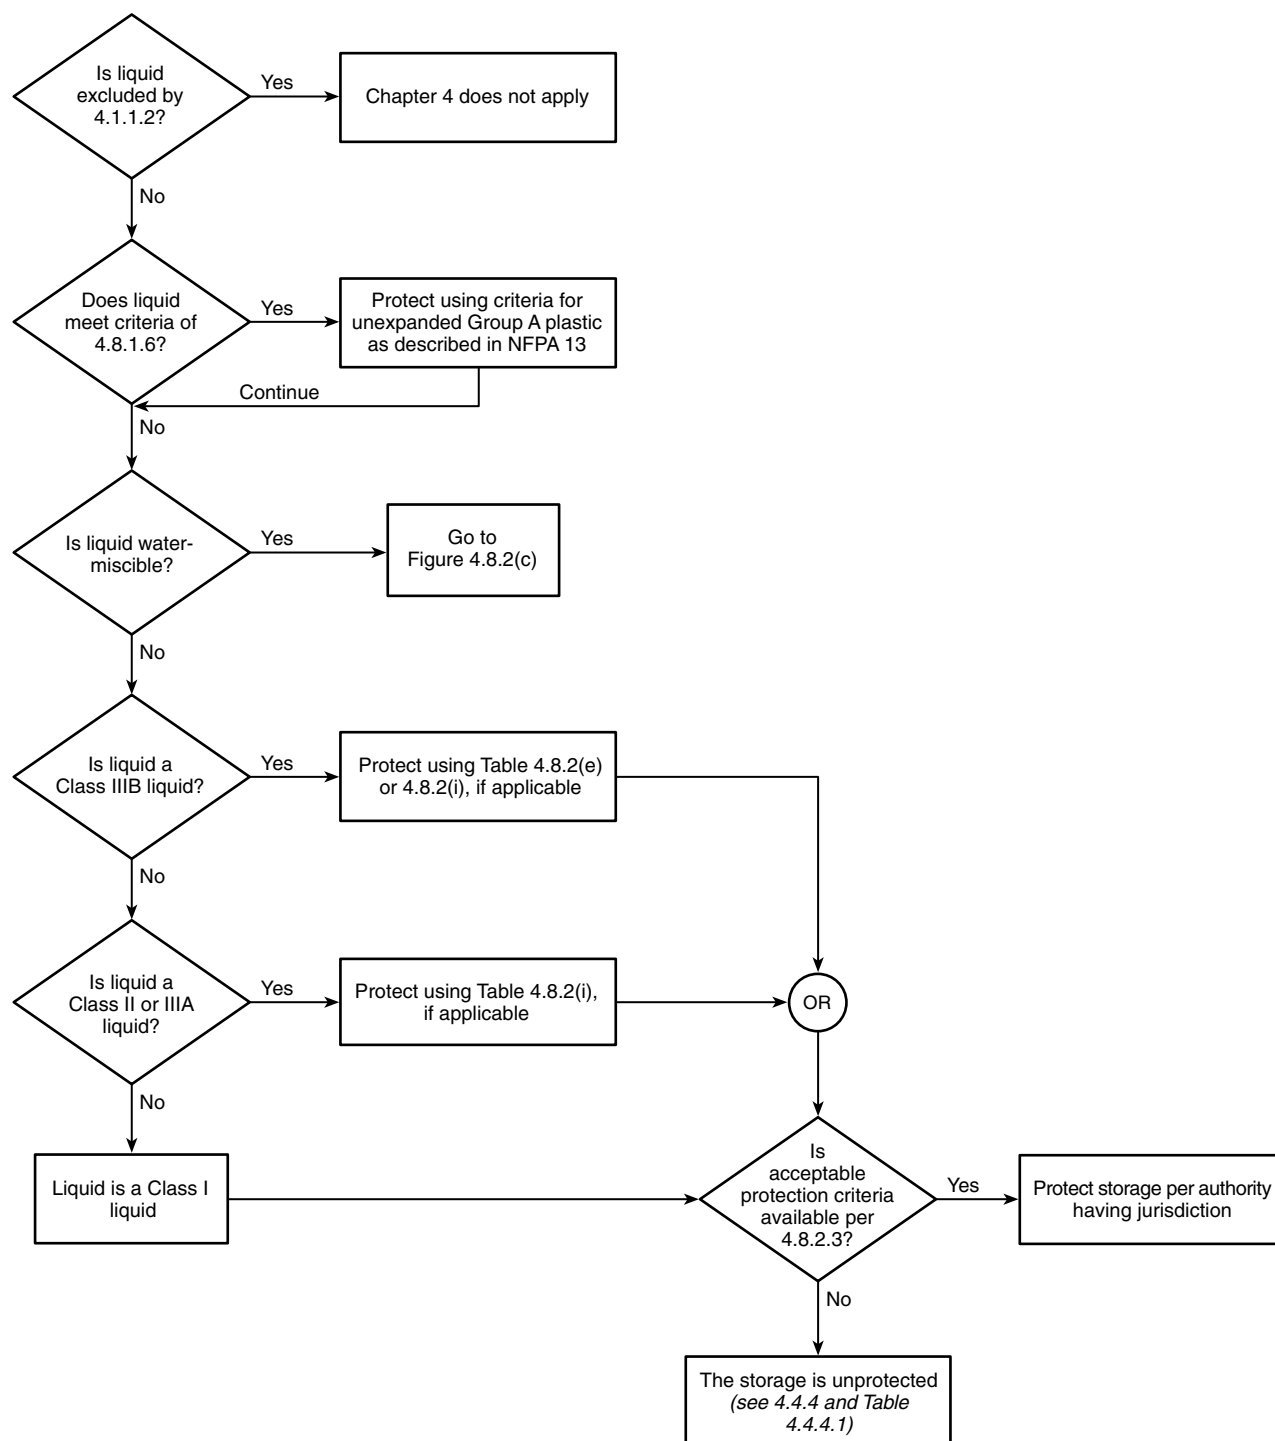 Is liquid
excluded by
4.1.1.2?
Yes
Chapter 4 does not apply
No
Does liquid
meet criteria of
4.8.1.6?
Yes
Protect using criteria for
unexpanded Group A plastic
as described in NFPA 13
Continue
No
Is liquid water-
miscible?
Yes
Go to
Figure 4.8.2(c)
No
Is liquid a
Class IIIB liquid?
Yes
Protect using Table 4.8.2(e)
or 4.8.2(i), if applicable
No
Is liquid a
Class II or IIIA
liquid?
Yes
Protect using Table 4.8.2(i),
if applicable
OR
No
Liquid is a Class I
liquid
Is
acceptable
protection criteria
available per
4.8.2.3?
Yes
Protect storage per authority
having jurisdiction
No
The storage is unprotected
(see 4.4.4 and Table
4.4.4.1)